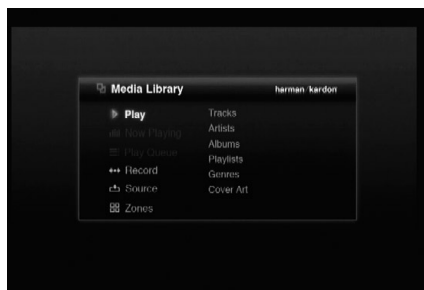 Media Library
harman/kardon
Play
Now Playing
Play Queue
Record
Source
Zones
Tracks
Artists
Albums
Playlists
Genres
Cover Art